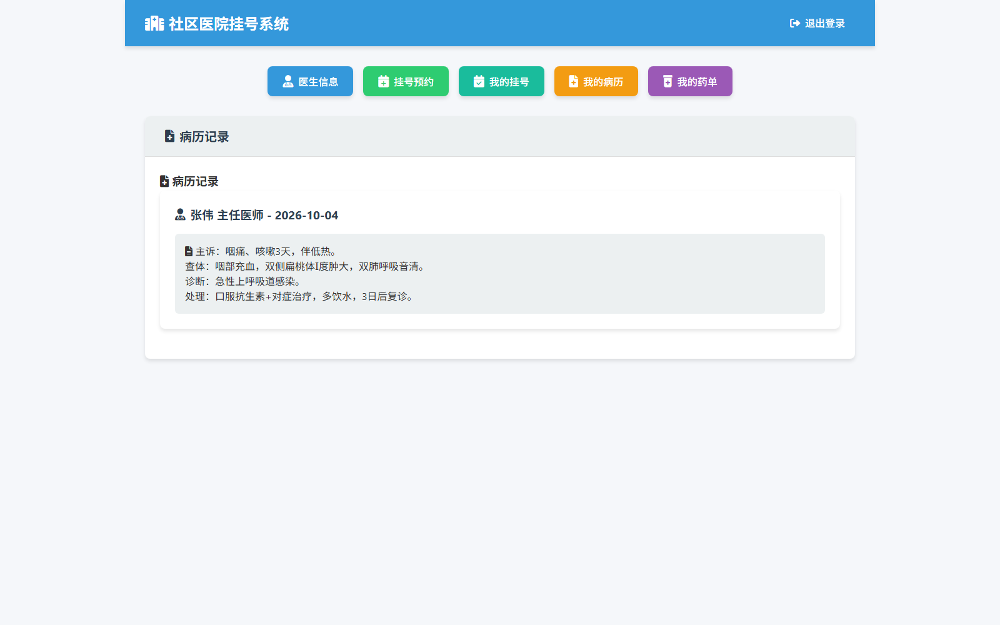 社区医院挂号系统
退出登录
医生信息
挂号预约
我的挂号
我的病历
我的药单
病历记录
病历记录
张伟 主任医师 - 2026-10-04
主诉：咽痛、咳嗽3天，伴低热。
查体：咽部充血，双侧扁桃体I度肿大，双肺呼吸音清。
诊断：急性上呼吸道感染。
处理：口服抗生素+对症治疗，多饮水，3日后复诊。